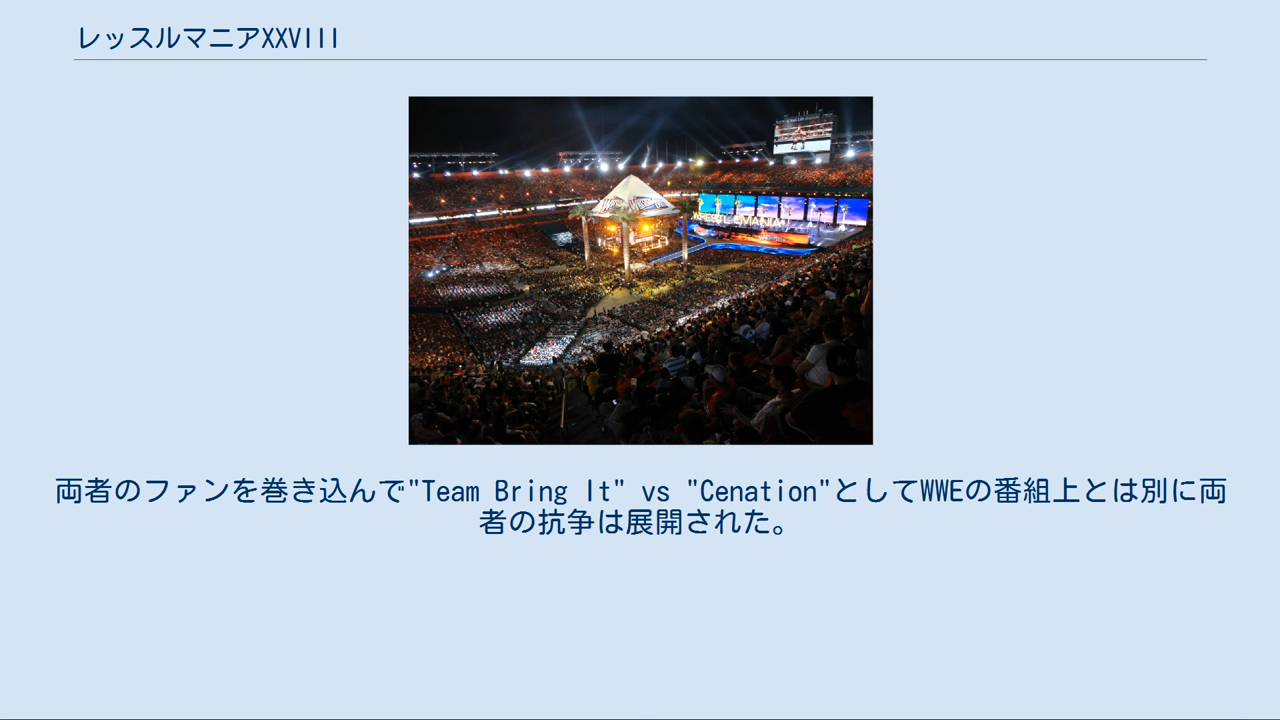 レッスルマニアXXVIII
WRESTLEMANIA
両者のファンを巻き込んで"Team Bring It" vs "Cenation"としてWWEの番組上とは別に両
者の抗争は展開された。